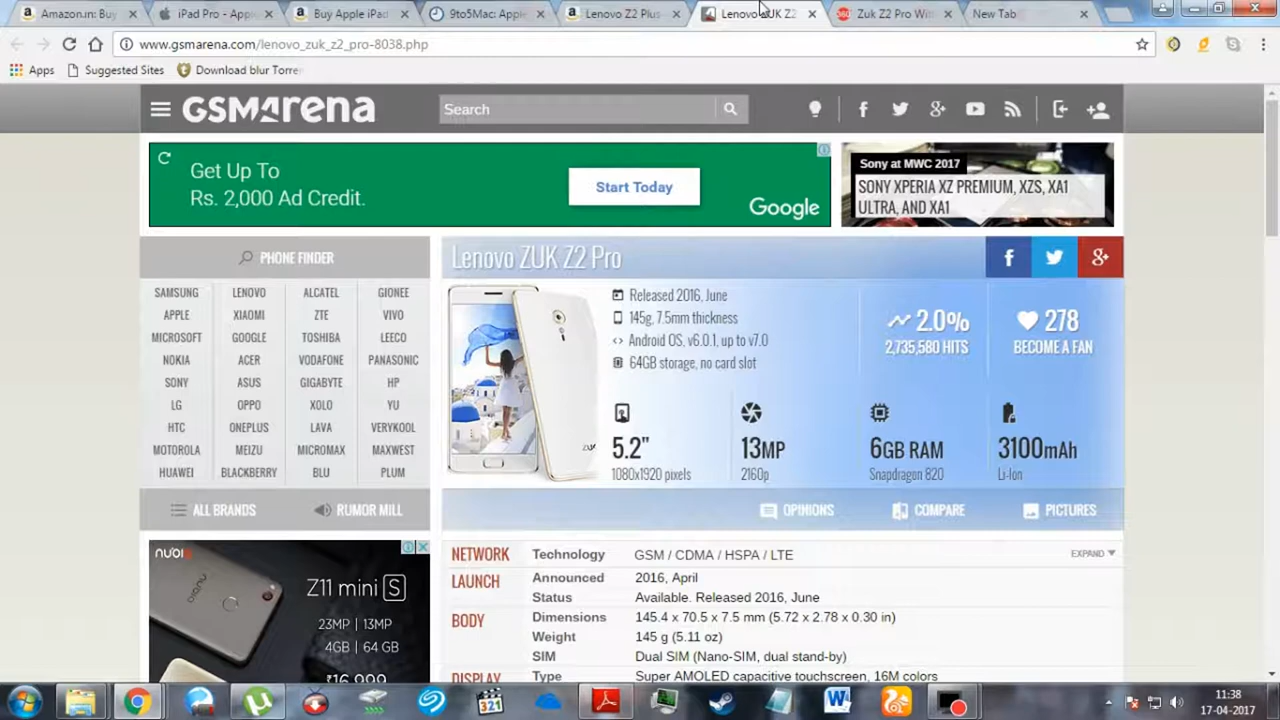 Amazon.in: Buy
iPad Pro - Appl
Buy Apple iPad
9to5Mac: Apple
Lenovo Z2 Plus
Lenovo ZUK Z2
Zuk Z2 Pro Wit
New Tab
www.gsmarena.com/lenovo_zuk_z2_pro-8038.php
Apps
Suggested Sites
Download blur Torre
GSMarena
Search
Get Up To
Rs. 2,000 Ad Credit.
Start Today
Google
Sony at MWC 2017
SONY XPERIA XZ PREMIUM, XZS, XA1
ULTRA, AND XA1
PHONE FINDER
SAMSUNG LENOVO ALCATEL GIONEE
APPLE XIAOMI ZTE VIVO
MICROSOFT GOOGLE TOSHIBA LEECO
NOKIA ACER VODAFONE PANASONIC
SONY ASUS GIGABYTE HP
LG OPPO XOLO YU
HTC ONEPLUS LAVA VERYKOOL
MOTOROLA MEIZU MICROMAX MAXWEST
HUAWEI BLACKBERRY BLU PLUM
ALL BRANDS
RUMOR MILL
Lenovo ZUK Z2 Pro
Released 2016, June
145g, 7.5mm thickness
Android OS, v6.0.1, up to v7.0
64GB storage, no card slot
2.0%
2,735,580 HITS
278
BECOME A FAN
5.2"
1080x1920 pixels
13MP
2160p
6GB RAM
Snapdragon 820
3100mAh
Li-Ion
ZUK
OPINIONS
COMPARE
PICTURES
nubia
Z11 mini S
23MP | 13MP
4GB | 64 GB
₹16,999
nubia
NETWORK Technology GSM / CDMA / HSPA / LTE EXPAND
LAUNCH Announced 2016, April
Status Available. Released 2016, June
BODY Dimensions 145.4 x 70.5 x 7.5 mm (5.72 x 2.78 x 0.30 in)
Weight 145 g (5.11 oz)
SIM Dual SIM (Nano-SIM, dual stand-by)
DISPLAY Type Super AMOLED capacitive touchscreen, 16M colors
321
11:38
17-04-2017